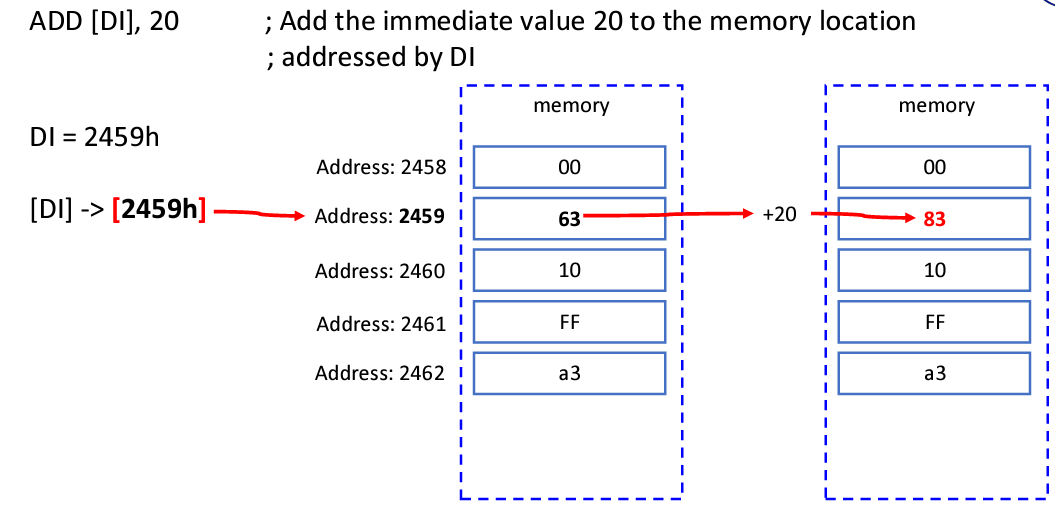 ADD [DI], 20 ; Add the immediate value 20 to the memory location
; addressed by DI
memory memory
DI = 2459h
Address: 2458 00 00
[DI] -> [2459h] Address: 2459 63 +20 83
Address: 2460 10 10
Address: 2461 FF FF
Address: 2462 a3 a3